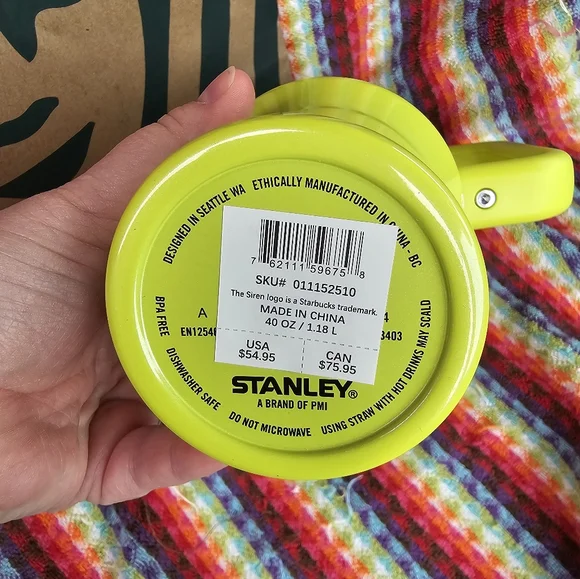 DESIGNED IN SEATTLE WA ETHICALLY MANUFACTURED IN - BC
7 62111 59675 8
SKU# 011152510
The Siren logo is a Starbucks trademark.
MADE IN CHINA
40 OZ / 1.18 L
A
EN1254
3403
USA
$54.95
CAN
$75.95
STANLEY®
A BRAND OF PMI
BPA FREE
DISHWASHER SAFE
DO NOT MICROWAVE
USING STRAW WITH HOT DRINKS MAY SCALD